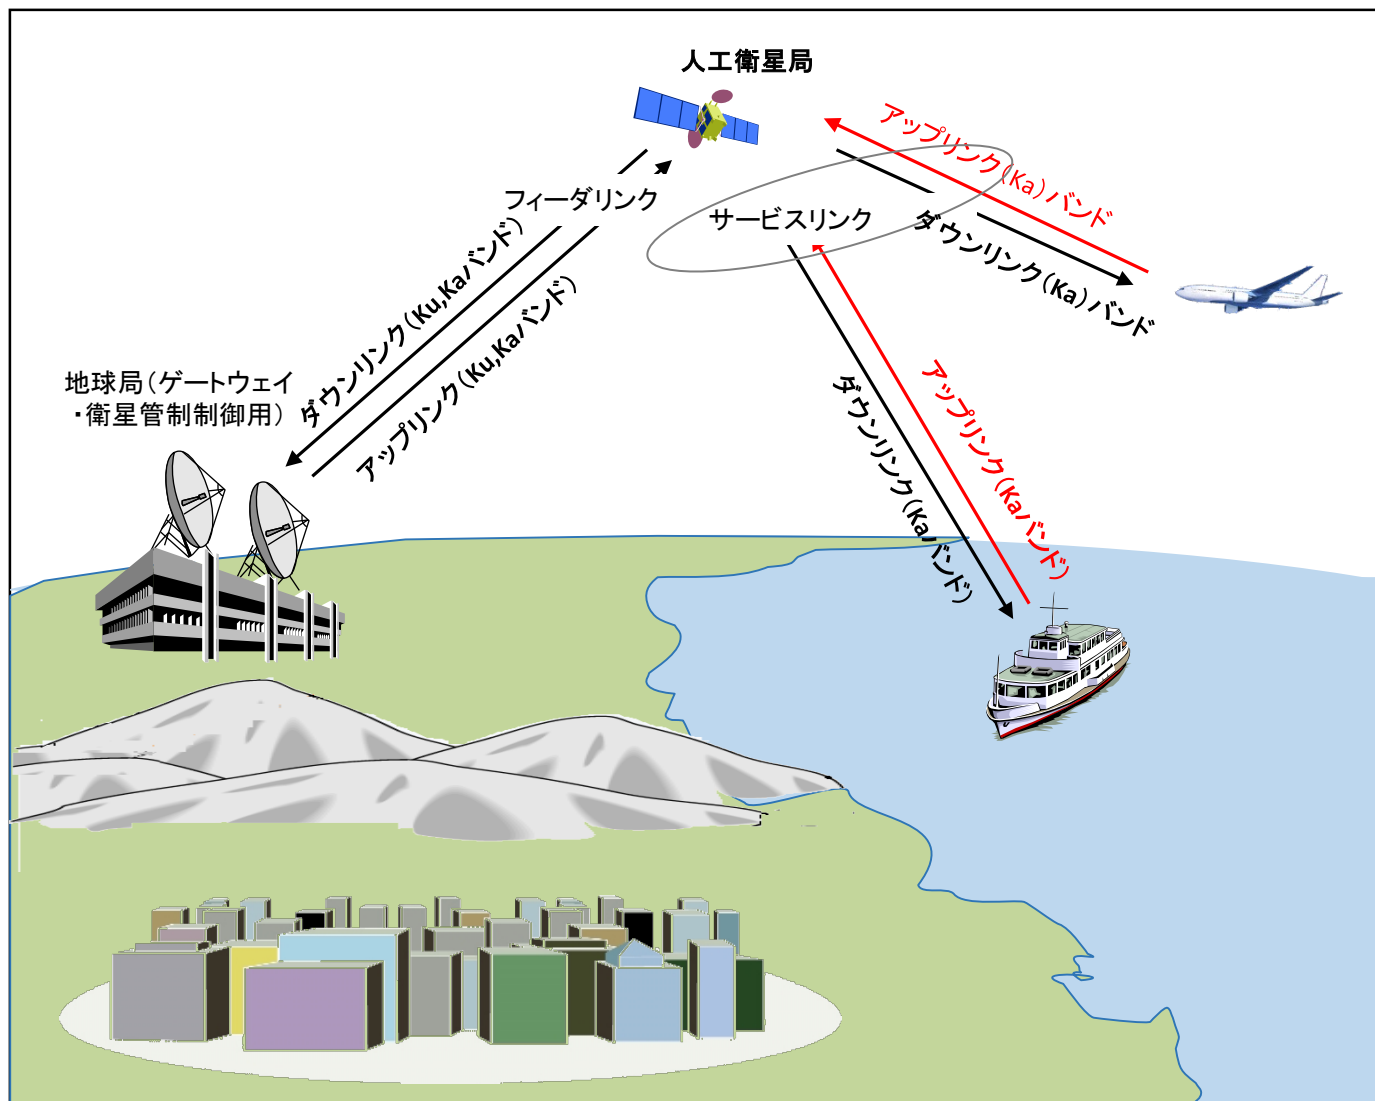 人工衛星局
アップリンク(Ka)バンド
フィーダリンク
サービスリンク
ダウンリンク(Ka)バンド
ダウンリンク(Ku,Kaバンド)
アップリンク(Ku,Kaバンド)
地球局(ゲートウェイ
・衛星管制制御用)
ダウンリンク(Kaバンド)
アップリンク(Kaバンド)